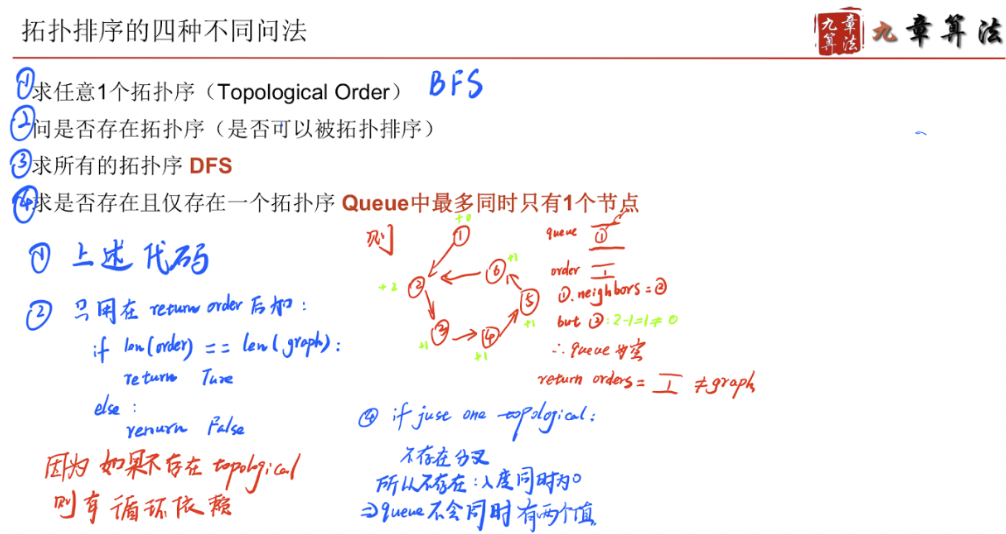 拓扑排序的四种不同问法
九章算法
九章算法
①求任意1个拓扑序（Topological Order） BFS
②问是否存在拓扑序（是否可以被拓扑排序）
③求所有的拓扑序 DFS
④求是否存在且仅存在一个拓扑序 Queue中最多同时只有1个节点
① 上述代码
② 只用在 return order 后加：
if len(order) == len(graph):
return Ture
else:
renurn False
因为 如果不存在 topological
则有 循环依赖
则
+0
①
+2 ②
+1 ③
+1 ④
+1 ⑤
+1 ⑥
queue ①
order 1
①.neighbors = ②
but ②: 2-1=1≠0
∴ queue 为空
return orders = 1 ≠ graph
④ if just one topological:
不存在分叉
所以不存在：入度同时为0
⇒ queue 不会同时有两个值